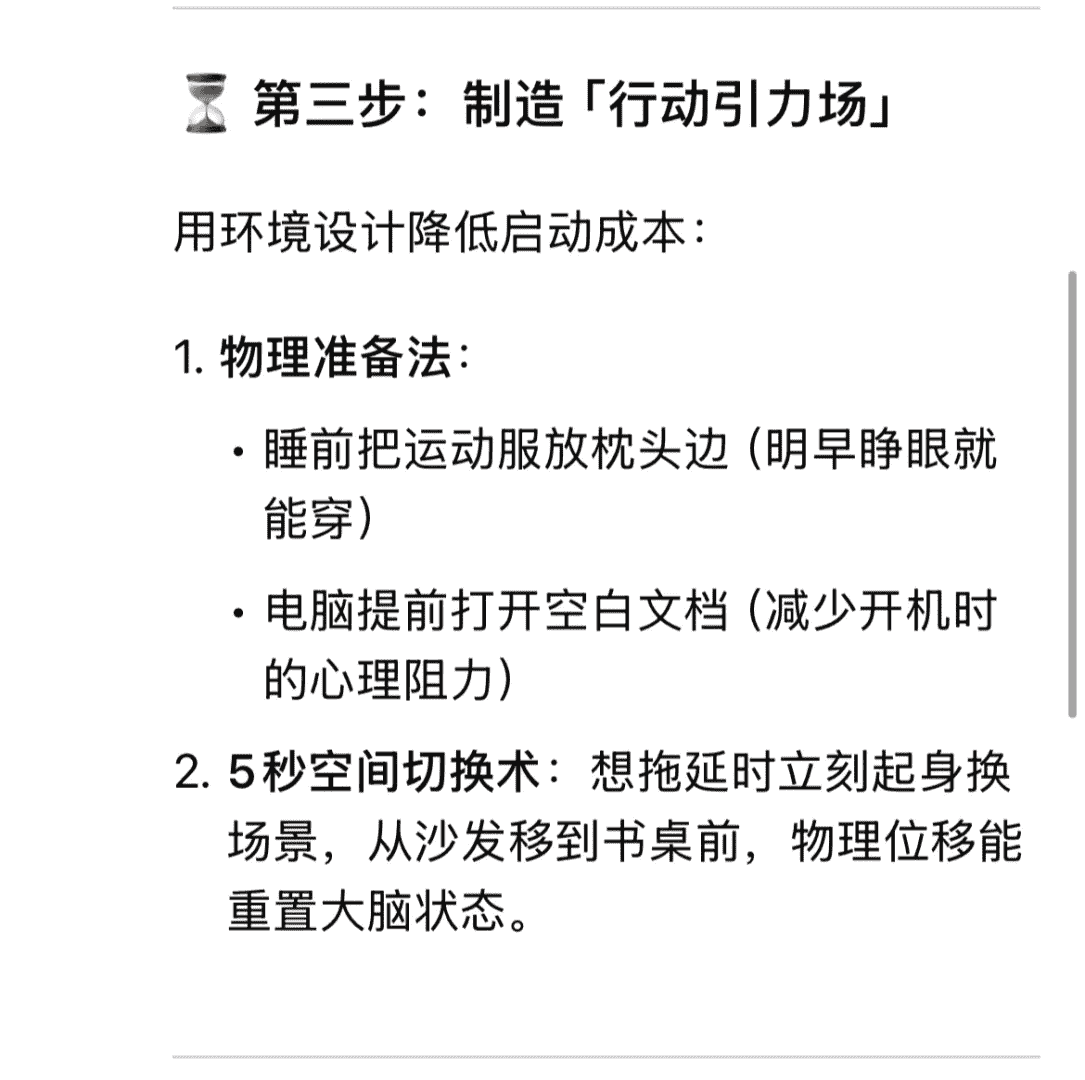 ⏳ 第三步：制造「行动引力场」
用环境设计降低启动成本：
1. 物理准备法：
• 睡前把运动服放枕头边（明早睁眼就
能穿）
• 电脑提前打开空白文档（减少开机时
的心理阻力）
2. 5秒空间切换术：想拖延时立刻起身换
场景，从沙发移到书桌前，物理位移能
重置大脑状态。